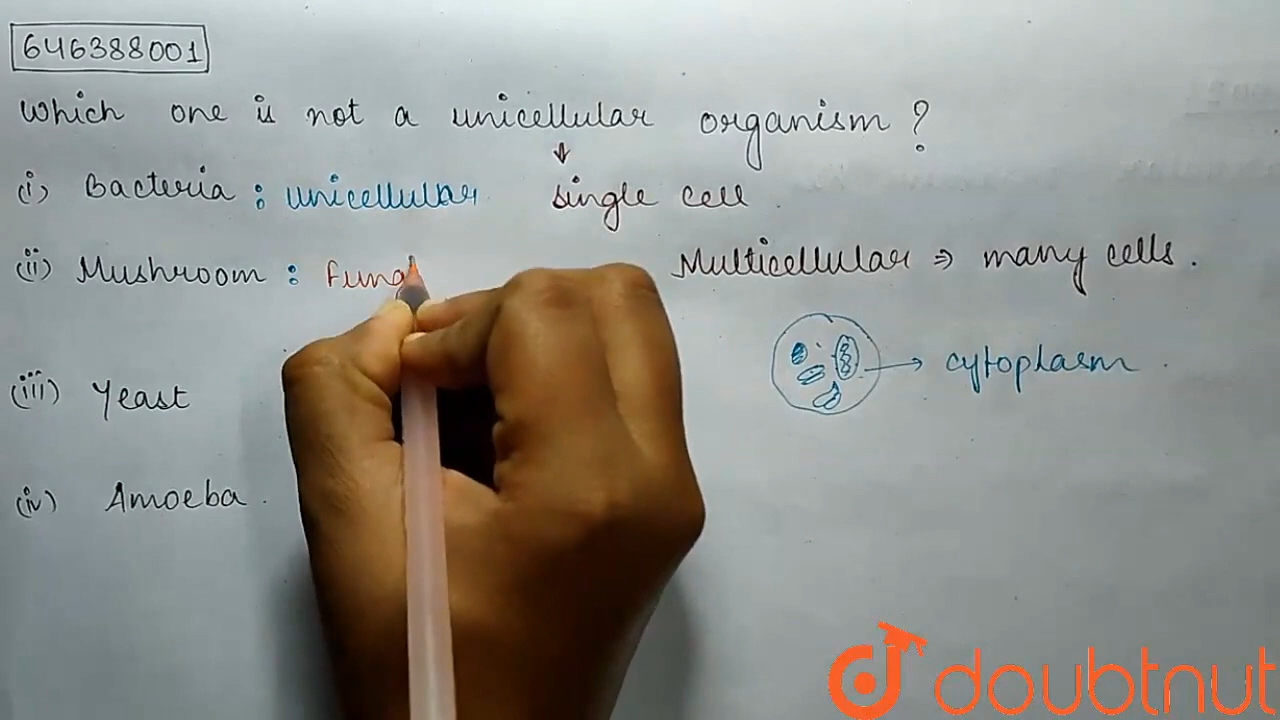 646388001
Which one is not a unicellular organism ?
(i) Bacteria : unicellular single cell
(ii) Mushroom : Fung
Multicellular ⇒ many cells .
cytoplasm .
(iii) Yeast
(iv) Amoeba .
doubtnut